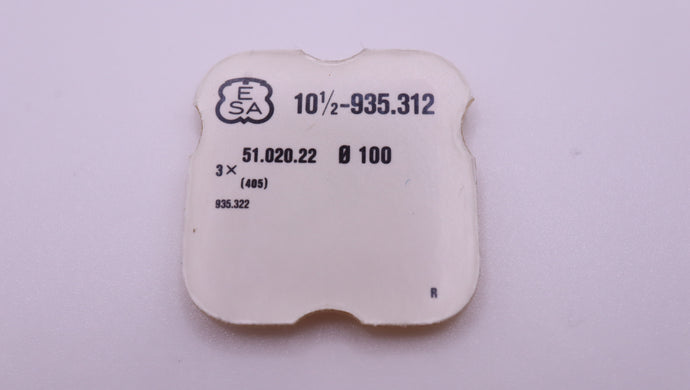 ESA 10½-935.312
51.020.22 Ø 100
3×
(405)
935.322
R